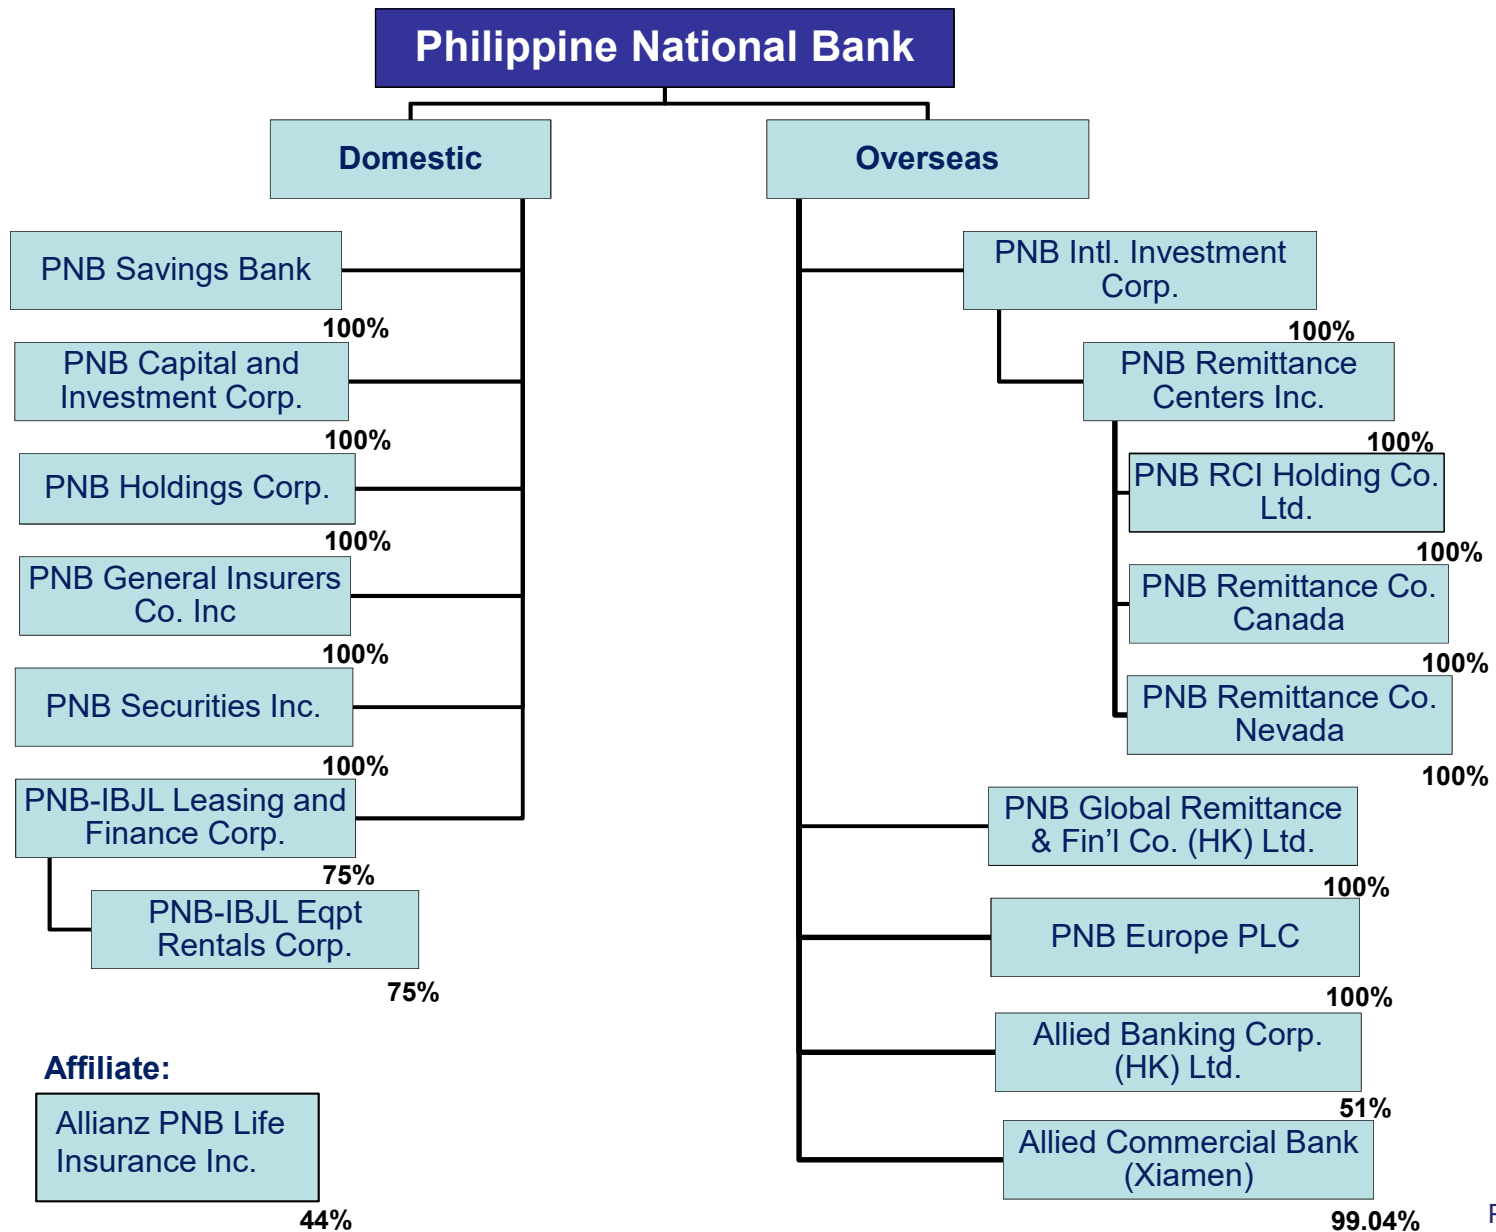 Philippine National Bank
Domestic
PNB Savings Bank
100%
PNB Capital and
Investment Corp.
100%
PNB Holdings Corp.
100%
PNB General Insurers
Co. Inc
100%
PNB Securities Inc.
100%
PNB-IBJL Leasing and
Finance Corp.
75%
PNB-IBJL Eqpt
Rentals Corp.
75%
Affiliate:
Allianz PNB Life
Insurance Inc.
44%
Overseas
PNB Intl. Investment
Corp.
100%
PNB Remittance
Centers Inc.
100%
PNB RCI Holding Co.
Ltd.
100%
PNB Remittance Co.
Canada
100%
PNB Remittance Co.
Nevada
100%
PNB Global Remittance
& Fin’l Co. (HK) Ltd.
100%
PNB Europe PLC
100%
Allied Banking Corp.
(HK) Ltd.
51%
Allied Commercial Bank
(Xiamen)
99.04%